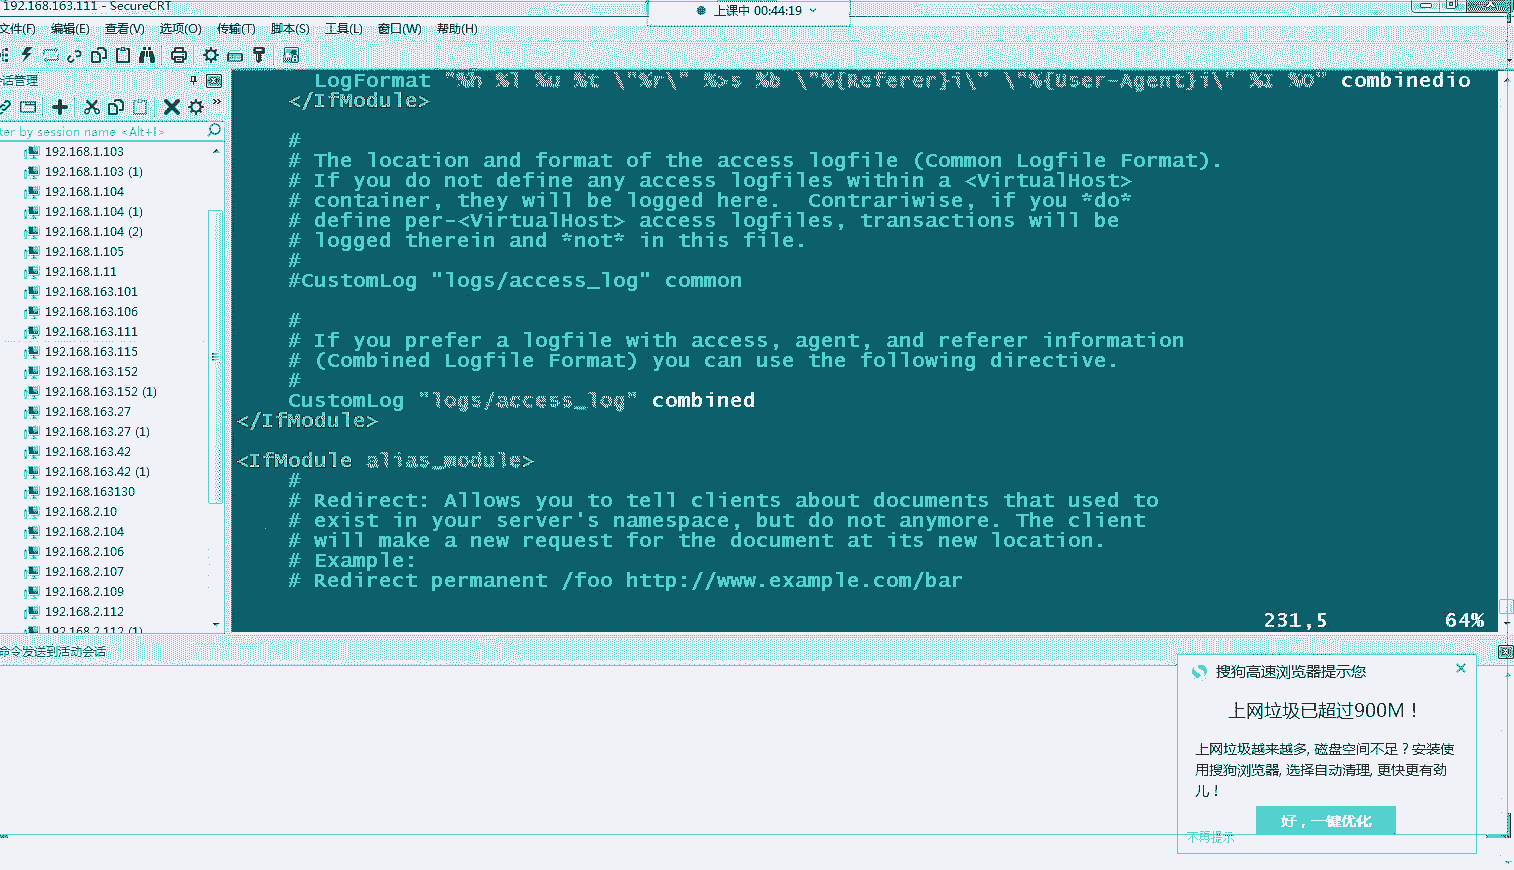 192.168.163.111 - SecureCRT
上课中 00:44:19
文件(F) 编辑(E) 查看(V) 选项(O) 传输(T) 脚本(S) 工具(L) 窗口(W) 帮助(H)
话管理
ter by session name <Alt+I>
192.168.1.103
192.168.1.103 (1)
192.168.1.104
192.168.1.104 (1)
192.168.1.104 (2)
192.168.1.105
192.168.1.11
192.168.163.101
192.168.163.106
192.168.163.111
192.168.163.115
192.168.163.152
192.168.163.152 (1)
192.168.163.27
192.168.163.27 (1)
192.168.163.42
192.168.163.42 (1)
192.168.163130
192.168.2.10
192.168.2.104
192.168.2.106
192.168.2.107
192.168.2.109
192.168.2.112
192.168.2.112 (1)
LogFormat "%h %l %u %t \"%r\" %>s %b \"%{Referer}i\" \"%{User-Agent}i\" %I %O" combinedio
</IfModule>
#
# The location and format of the access logfile (Common Logfile Format).
# If you do not define any access logfiles within a <VirtualHost>
# container, they will be logged here.  Contrariwise, if you *do*
# define per-<VirtualHost> access logfiles, transactions will be
# logged therein and *not* in this file.
#
#CustomLog "logs/access_log" common
#
# If you prefer a logfile with access, agent, and referer information
# (Combined Logfile Format) you can use the following directive.
#
CustomLog "logs/access_log" combined
</IfModule>
<IfModule alias_module>
#
# Redirect: Allows you to tell clients about documents that used to
# exist in your server's namespace, but do not anymore. The client
# will make a new request for the document at its new location.
# Example:
# Redirect permanent /foo http://www.example.com/bar
231,5 64%
命令发送到活动会话
搜狗高速浏览器提示您
上网垃圾已超过900M！
上网垃圾越来越多, 磁盘空间不足？安装使
用搜狗浏览器, 选择自动清理, 更快更有劲
儿！
好，一键优化
不再提示